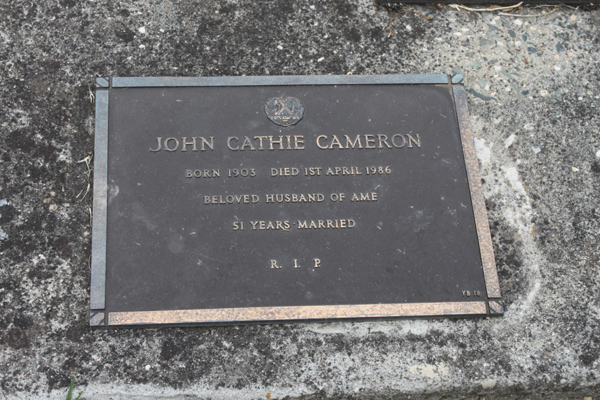 JOHN CATHIE CAMERON
BORN 1903 DIED 1ST APRIL 1986
BELOVED HUSBAND OF AME
51 YEARS MARRIED
R. I. P.